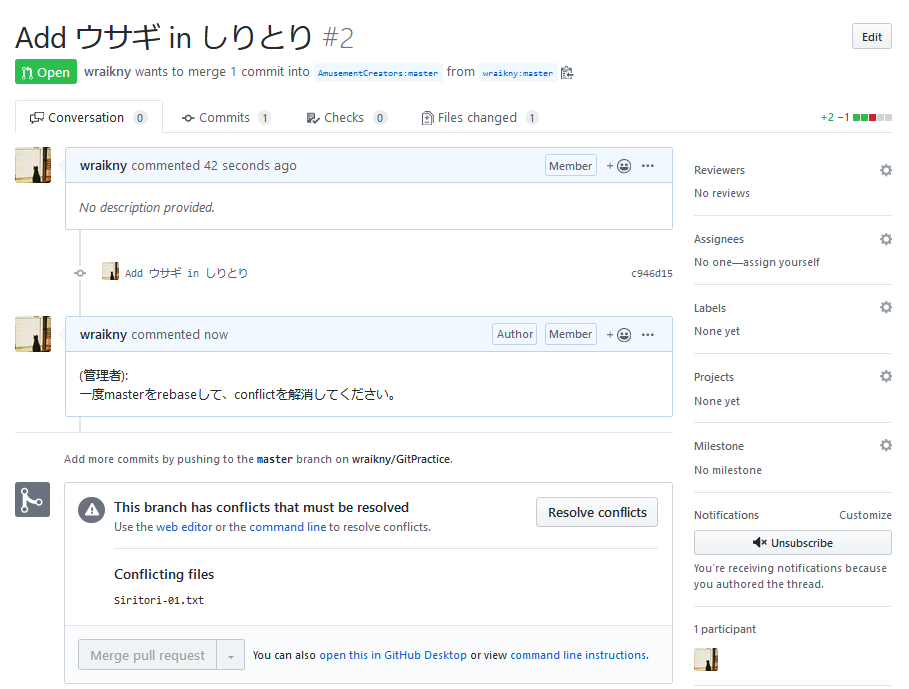 Add ウサギ in しりとり #2
Edit
Open wraikny wants to merge 1 commit into AmusementCreators:master from wraikny:master
Conversation 0 Commits 1 Checks 0 Files changed 1 +2 −1
wraikny commented 42 seconds ago Member + ...
No description provided.
Add ウサギ in しりとり c946d15
wraikny commented now Author Member + ...
(管理者):
一度masterをrebaseして、conflictを解消してください。
Add more commits by pushing to the master branch on wraikny/GitPractice.
This branch has conflicts that must be resolved
Use the web editor or the command line to resolve conflicts.
Resolve conflicts
Conflicting files
Siritori-01.txt
Merge pull request
You can also open this in GitHub Desktop or view command line instructions.
Reviewers
No reviews
Assignees
No one—assign yourself
Labels
None yet
Projects
None yet
Milestone
No milestone
Notifications Customize
Unsubscribe
You're receiving notifications because
you authored the thread.
1 participant